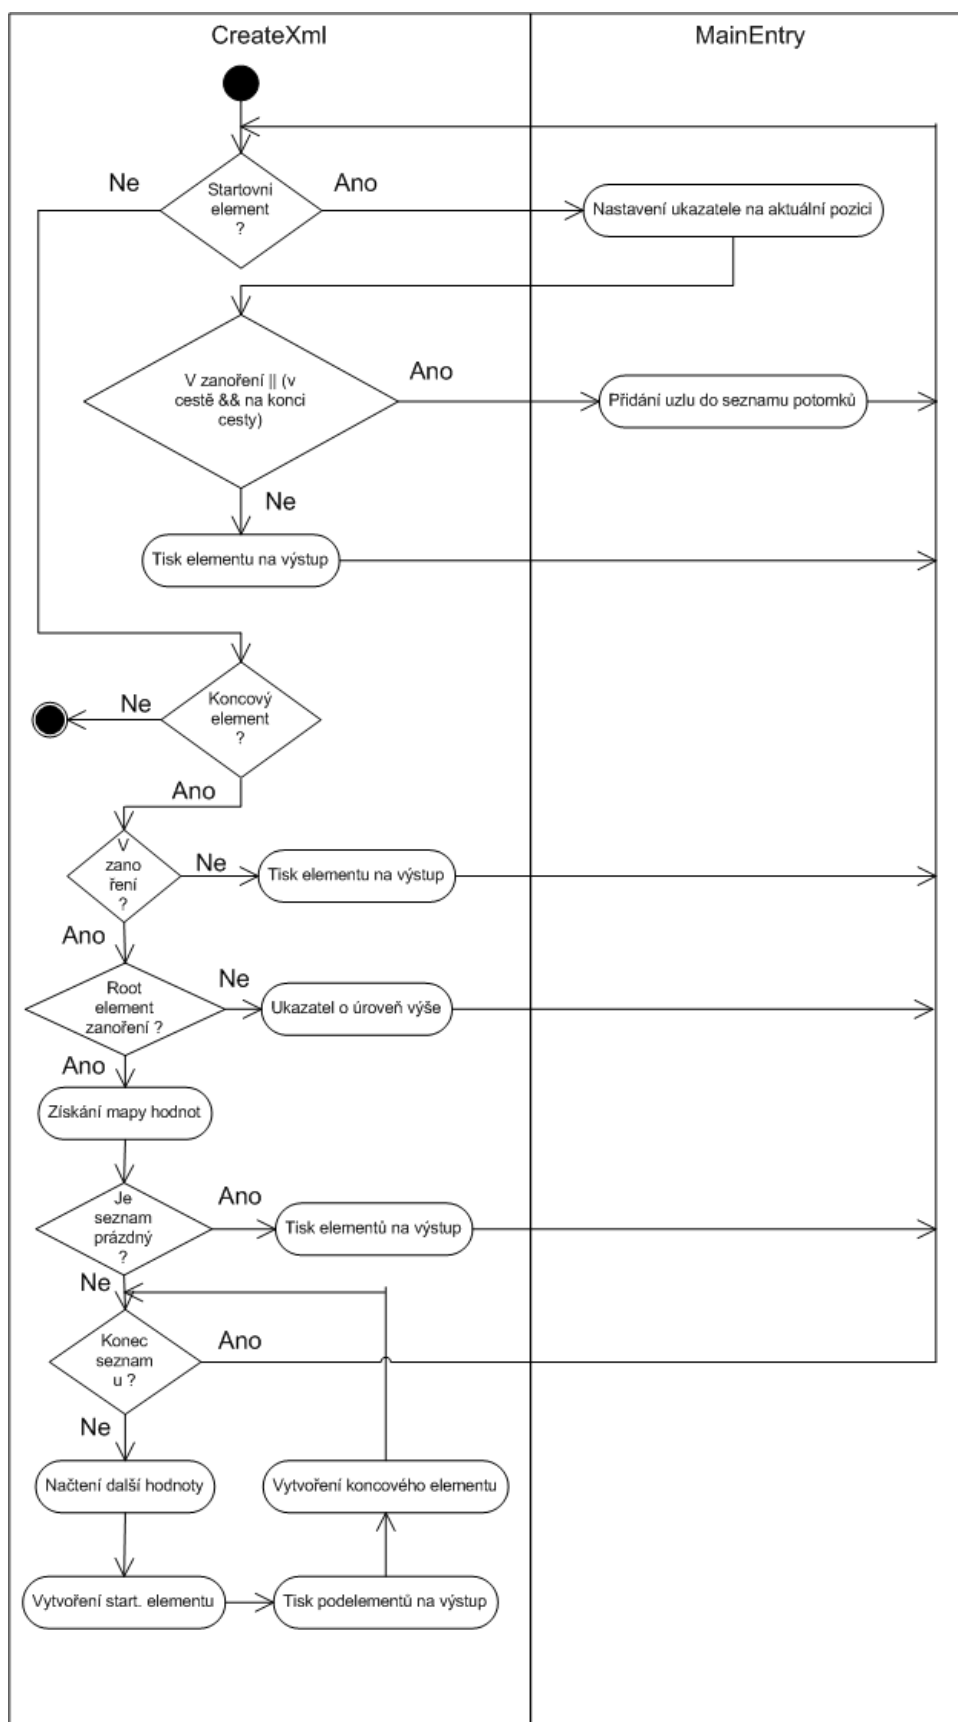 CreateXml
MainEntry
Ne
Startovní
element
?
Ano
Nastavení ukazatele na aktuální pozici
V zanoření || (v
cestě && na konci
cesty)
Ano
Přidání uzlu do seznamu potomků
Ne
Tisk elementu na výstup
Ne
Koncový
element
?
Ano
V
zano
ření
?
Ne
Tisk elementu na výstup
Ano
Root
element
zanoření ?
Ne
Ukazatel o úroveň výše
Ano
Získání mapy hodnot
Je
seznam
prázdný
?
Ano
Tisk elementů na výstup
Ne
Konec
seznam
u ?
Ano
Ne
Načtení další hodnoty
Vytvoření koncového elementu
Vytvoření start. elementu
Tisk podelementů na výstup